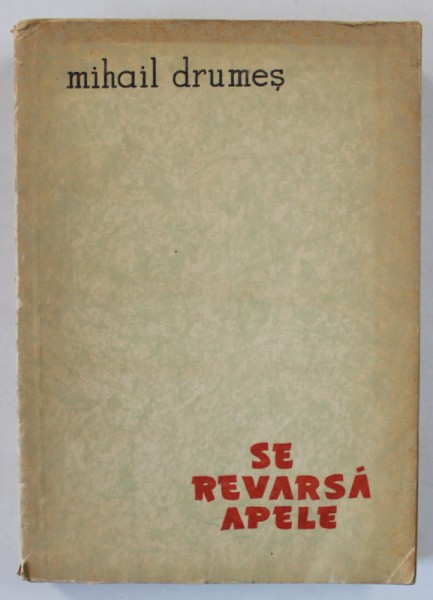 mihail drumeș
SE
REVARSĂ
APELE